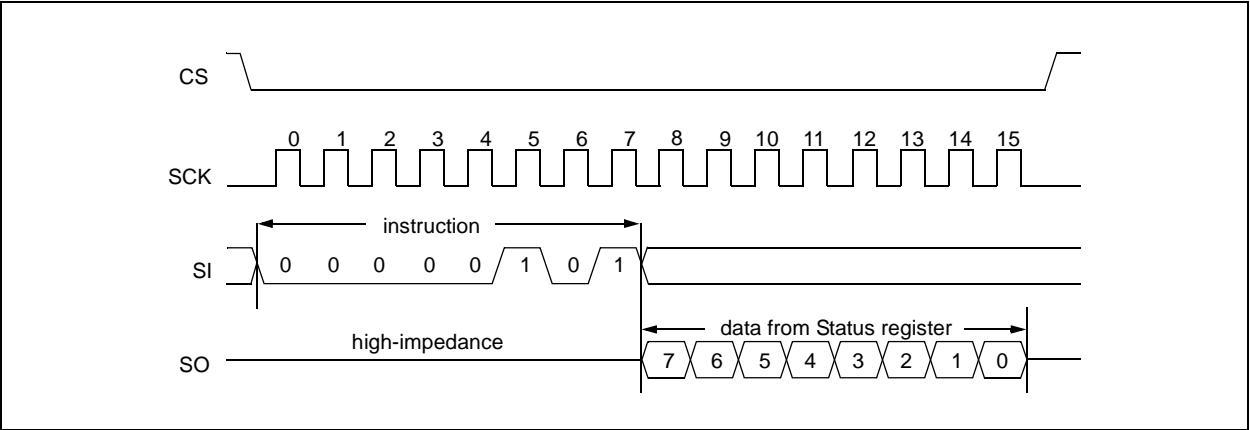 CS
0 1 2 3 4 5 6 7 8 9 10 11 12 13 14 15
SCK
instruction
SI 0 0 0 0 0 1 0 1
data from Status register
high-impedance
SO 7 6 5 4 3 2 1 0